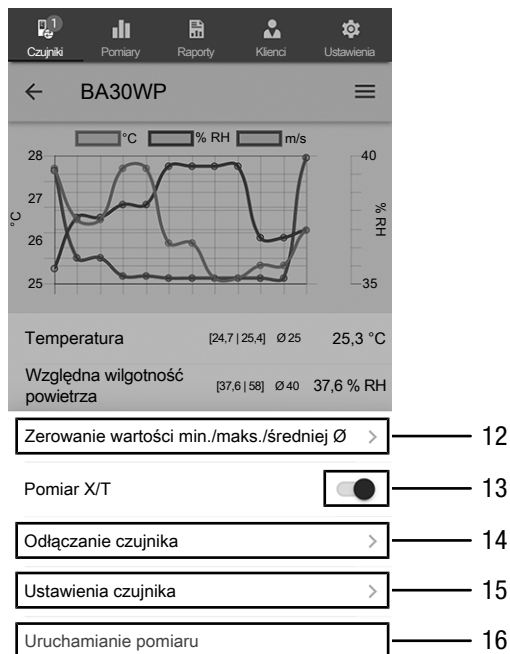 1
Czujniki Pomiary Raporty Klienci Ustawienia
BA30WP
°C % RH m/s
28 40
27
°C
% RH
26
25 35
Temperatura [24,7 | 25,4] Ø 25 25,3 °C
Względna wilgotność
powietrza [37,6 | 58] Ø 40 37,6 % RH
Zerowanie wartości min./maks./średniej Ø 12
Pomiar X/T 13
Odłączanie czujnika 14
Ustawienia czujnika 15
Uruchamianie pomiaru 16